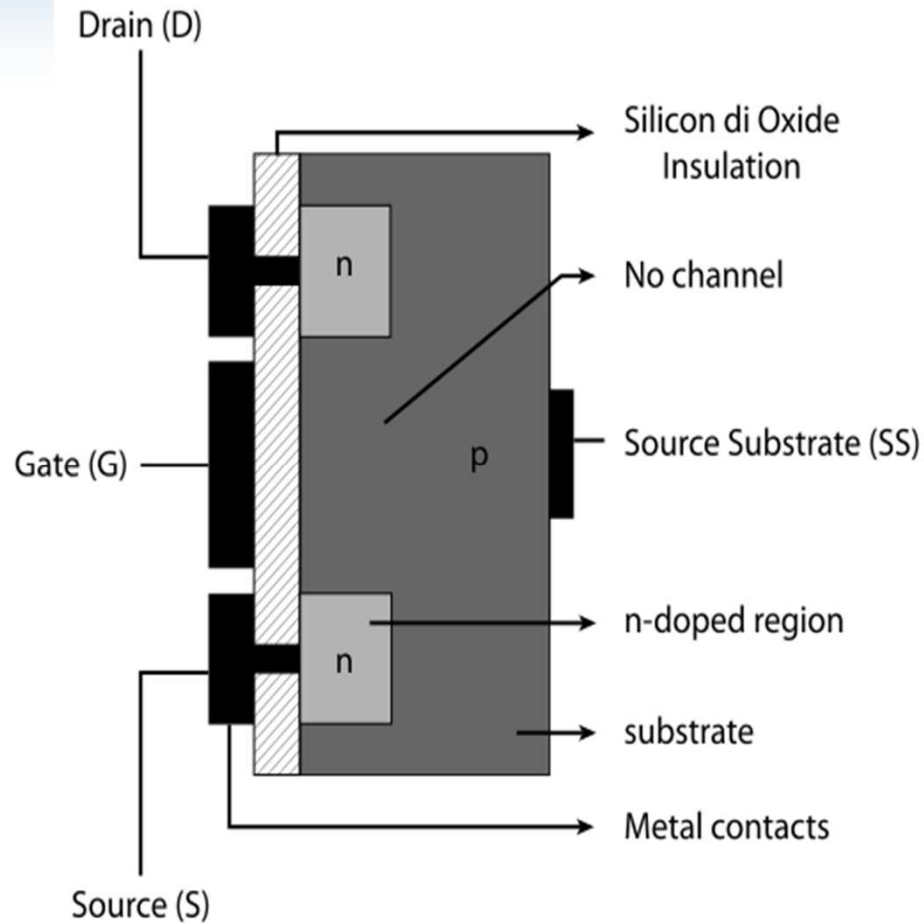 Drain (D)
Silicon di Oxide
Insulation
n
No channel
p
Source Substrate (SS)
Gate (G)
n-doped region
n
substrate
Metal contacts
Source (S)